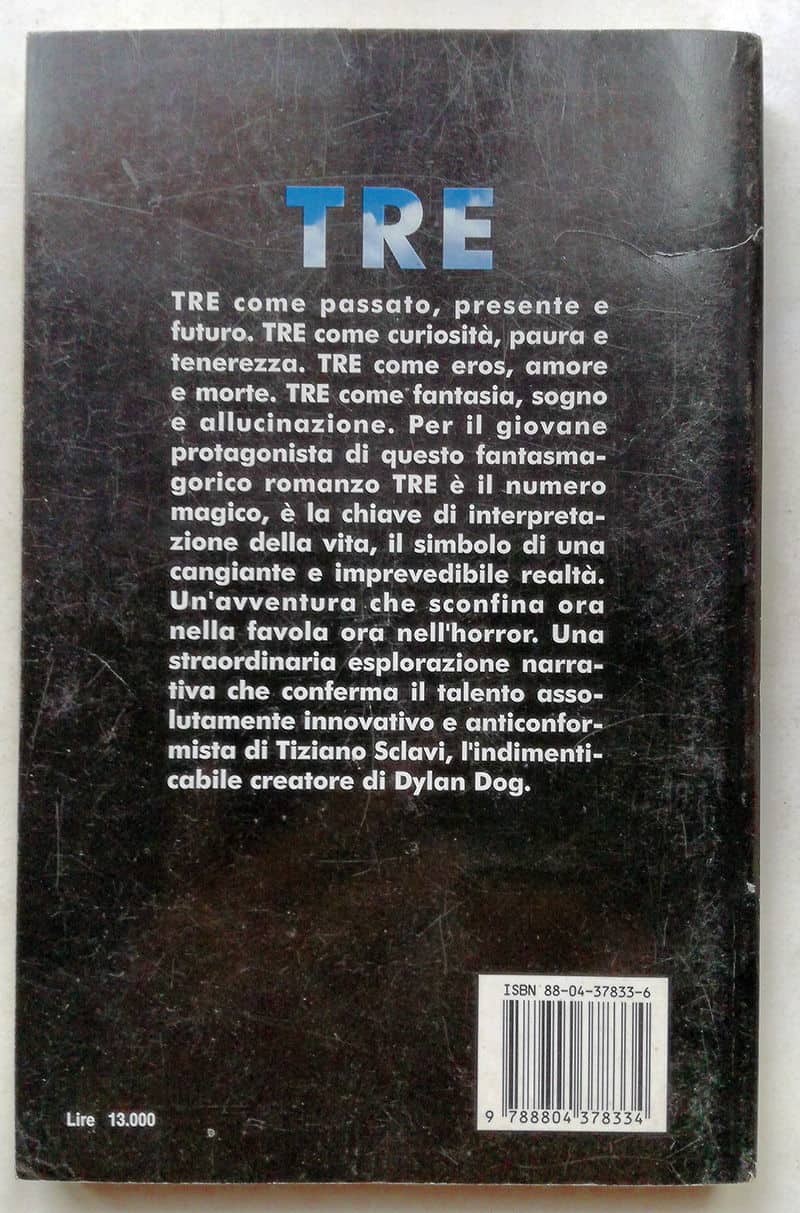 TRE
TRE come passato, presente e
futuro. TRE come curiosità, paura e
tenerezza. TRE come eros, amore
e morte. TRE come fantasia, sogno
e allucinazione. Per il giovane
protagonista di questo fantasma-
gorico romanzo TRE è il numero
magico, è la chiave di interpreta-
zione della vita, il simbolo di una
cangiante e imprevedibile realtà.
Un'avventura che sconfina ora
nella favola ora nell'horror. Una
straordinaria esplorazione narra-
tiva che conferma il talento asso-
lutamente innovativo e anticonfor-
mista di Tiziano Sclavi, l'indimenti-
cabile creatore di Dylan Dog.
ISBN 88-04-37833-6
9 788804 378334
Lire 13.000